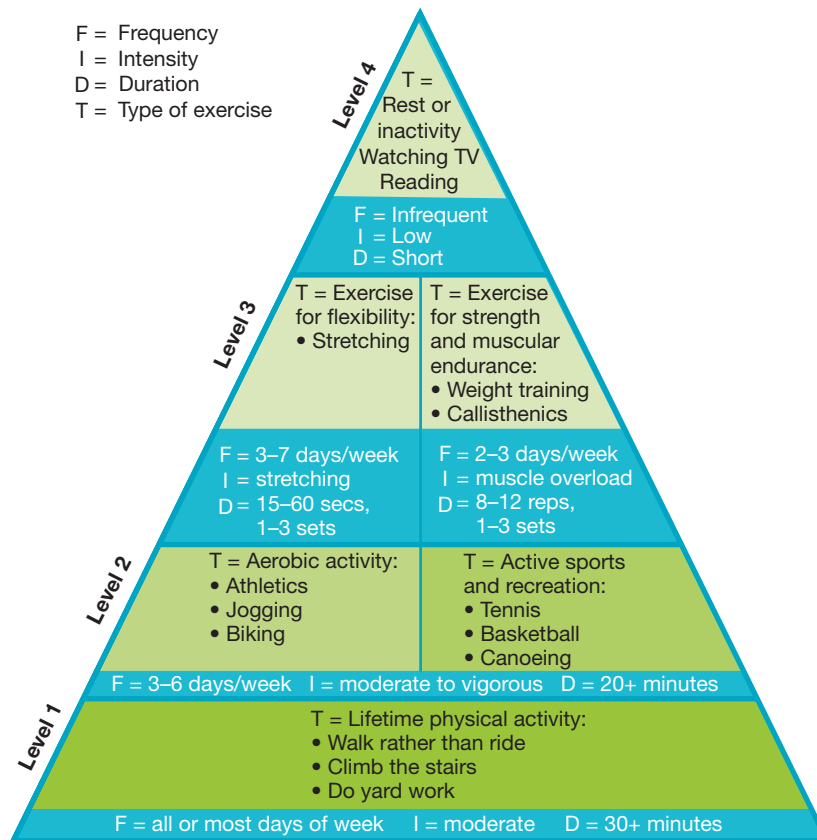 F = Frequency
I = Intensity
D = Duration
T = Type of exercise
Level 4
T =
Rest or
inactivity
Watching TV
Reading
F = Infrequent
I = Low
D = Short
Level 3
T = Exercise
for flexibility:
• Stretching
T = Exercise
for strength
and muscular
endurance:
• Weight training
• Callisthenics
F = 3–7 days/week
I = stretching
D = 15–60 secs,
1–3 sets
F = 2–3 days/week
I = muscle overload
D = 8–12 reps,
1–3 sets
Level 2
T = Aerobic activity:
• Athletics
• Jogging
• Biking
T = Active sports
and recreation:
• Tennis
• Basketball
• Canoeing
F = 3–6 days/week I = moderate to vigorous D = 20+ minutes
Level 1
T = Lifetime physical activity:
• Walk rather than ride
• Climb the stairs
• Do yard work
F = all or most days of week I = moderate D = 30+ minutes